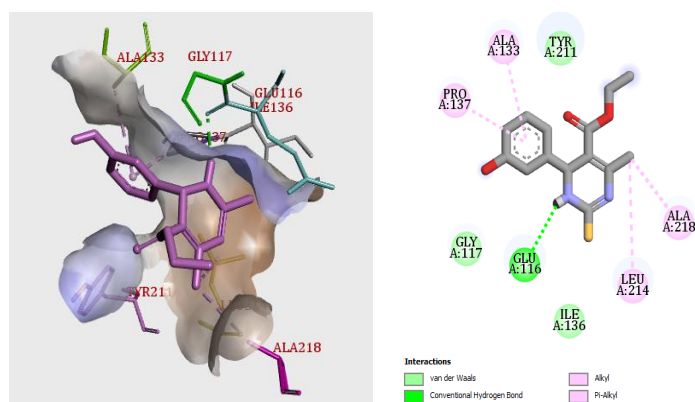 ALA133
GLY117
GLU116
ILE136
137
TYR211
ALA218
ALA
A:133
TYR
A:211
PRO
A:137
GLY
A:117
GLU
A:116
ALA
A:218
LEU
A:214
ILE
A:136
Interactions
van der Waals
Conventional Hydrogen Bond
Alkyl
Pi-Alkyl